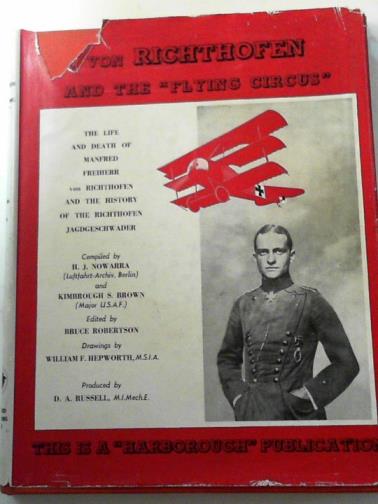 VON RICHTHOFEN
AND THE "FLYING CIRCUS"
THE LIFE
AND DEATH OF
MANFRED
FREIHERR
von RICHTHOFEN
AND THE HISTORY
OF THE RICHTHOFEN
JAGDGESCHWADER
Compiled by
H. J. NOWARRA
(Luftfahrt-Archiv, Berlin)
and
KIMBROUGH S. BROWN
(Major U.S.A.F.)
Edited by
BRUCE ROBERTSON
Drawings by
WILLIAM F. HEPWORTH, M.S.I.A.
Produced by
D. A. RUSSELL, M.I.Mech.E.
THIS IS A "HARBOROUGH" PUBLICATION